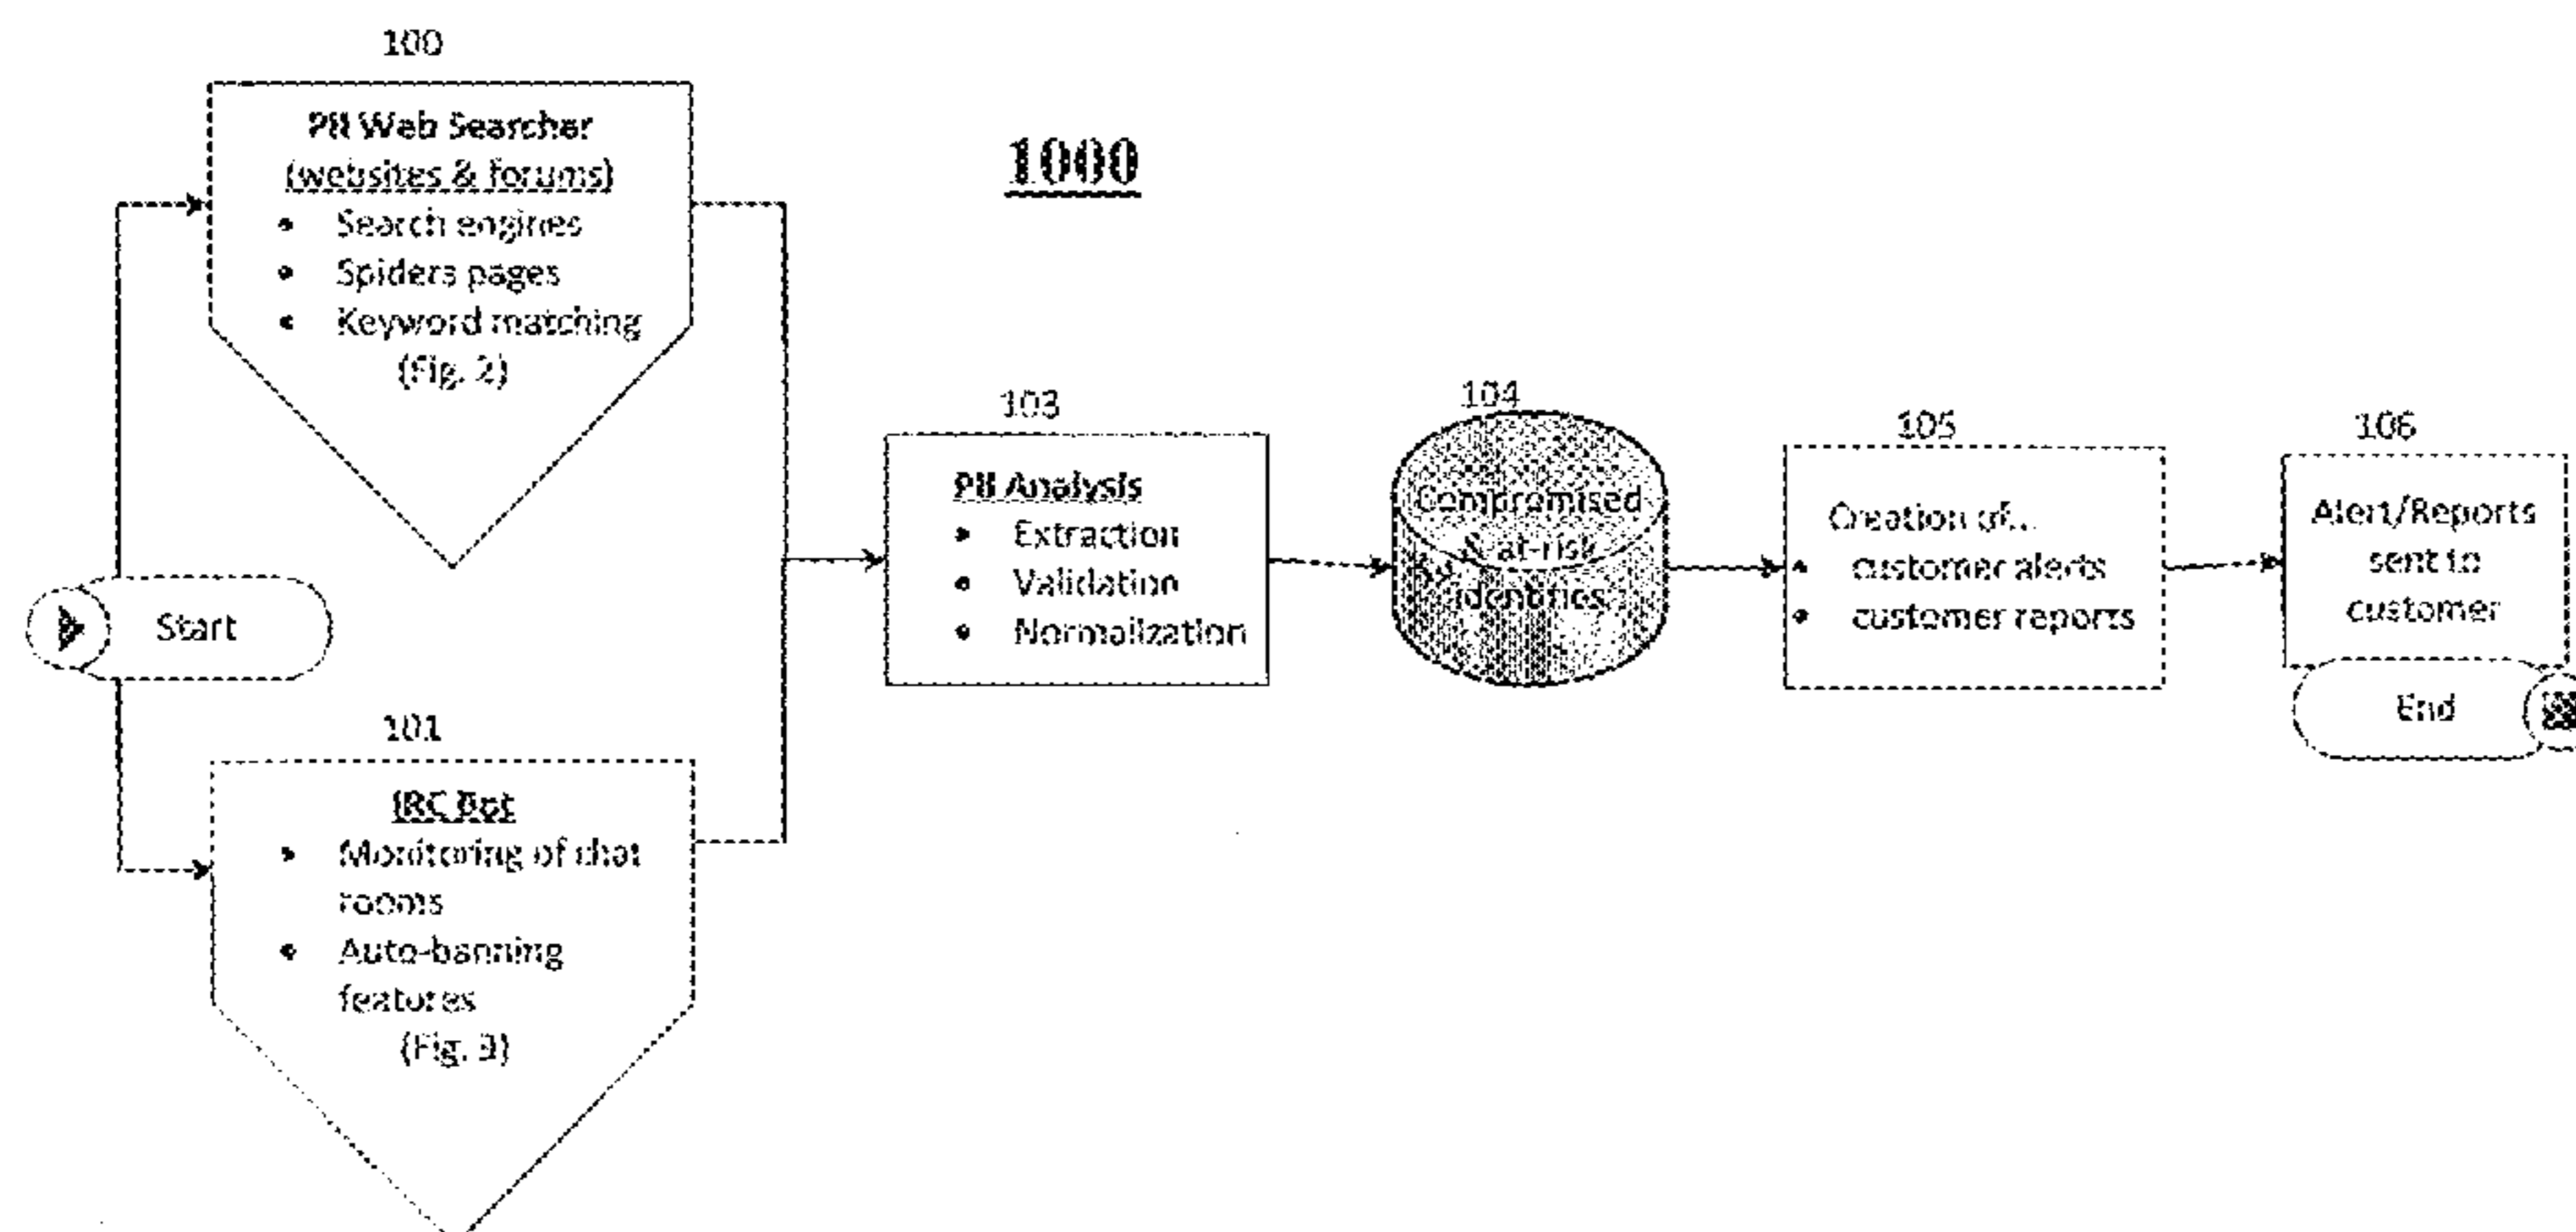 100
PII Web Searcher
(websites & forums)
• Search engines
• Spiders pages
• Keyword matching
(Fig. 2)
1000
Start
101
IRC Bot
• Monitoring of chat
rooms
• Auto-banning
features
(Fig. 3)
103
PII Analysis
• Extraction
• Validation
• Normalization
104
Compromised
& at-risk
identities
105
Creation of...
• customer alerts
• customer reports
106
Alert/Reports
sent to
customer
End